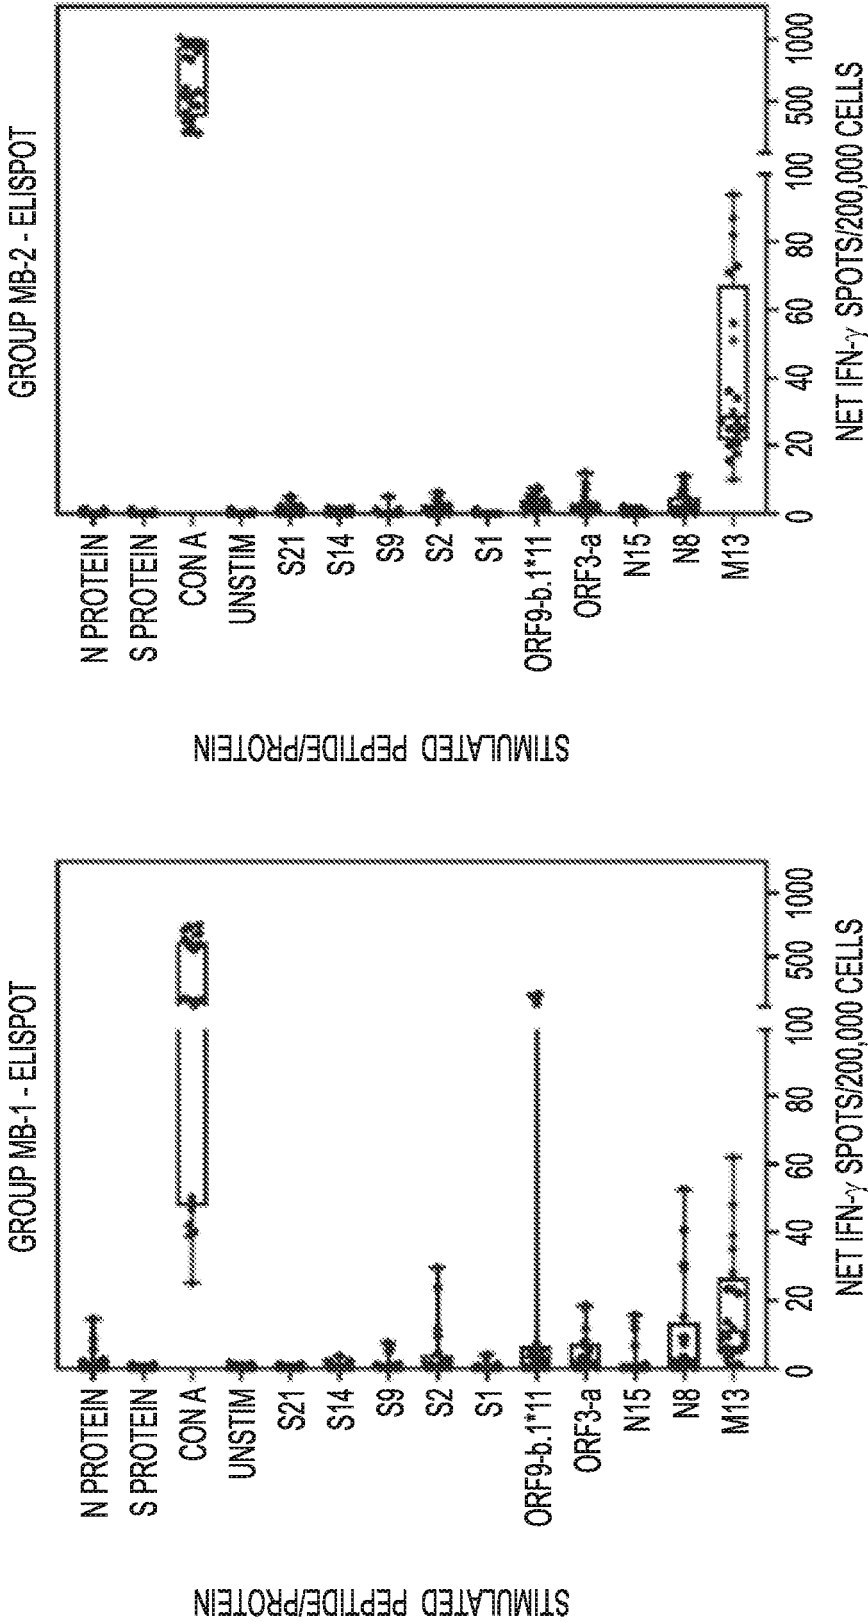 GROUP MB-1 - ELISPOT
STIMULATED PEPTIDE/PROTEIN
N PROTEIN
S PROTEIN
CON A
UNSTIM
S21
S14
S9
S2
S1
ORF9-b.1*11
ORF3-a
N15
N8
M13
0 20 40 60 80 100 500 1000
NET IFN-γ SPOTS/200,000 CELLS
GROUP MB-2 - ELISPOT
STIMULATED PEPTIDE/PROTEIN
N PROTEIN
S PROTEIN
CON A
UNSTIM
S21
S14
S9
S2
S1
ORF9-b.1*11
ORF3-a
N15
N8
M13
0 20 40 60 80 100 500 1000
NET IFN-γ SPOTS/200,000 CELLS